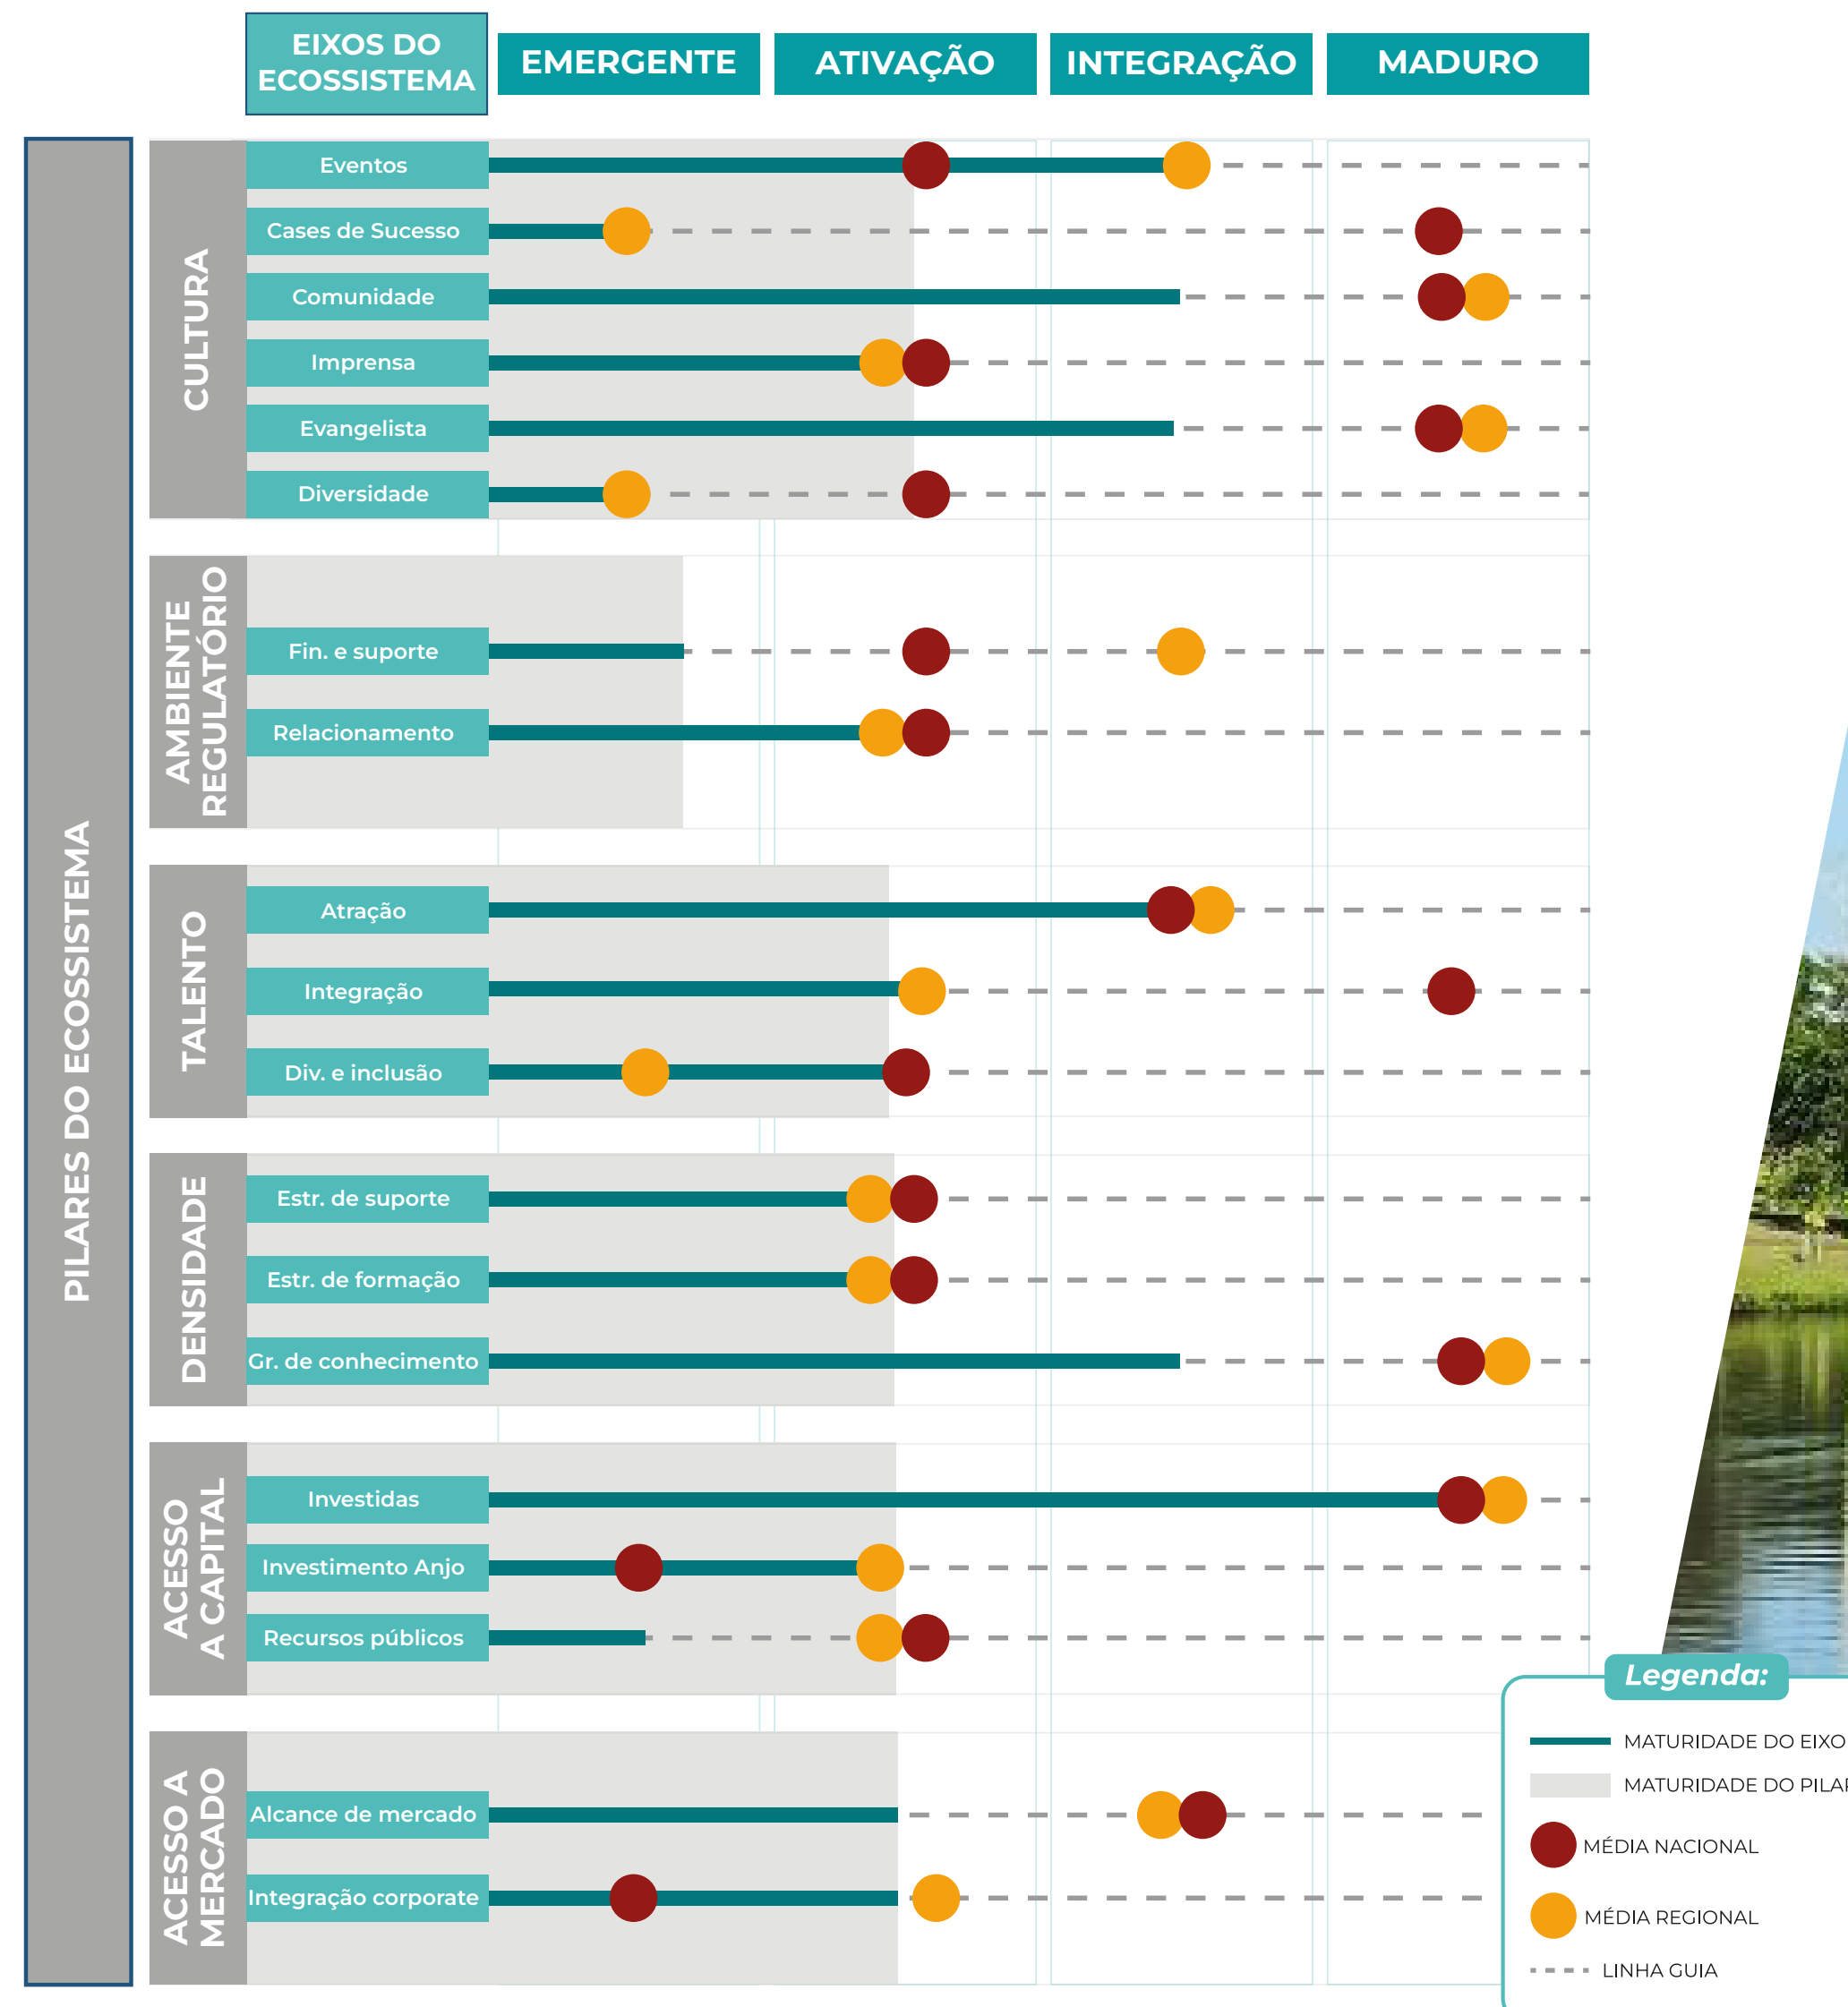 EIXOS DO
ECOSSISTEMA
EMERGENTE
ATIVAÇÃO
INTEGRAÇÃO
MADURO
PILARES DO ECOSSISTEMA
CULTURA
Eventos
Cases de Sucesso
Comunidade
Imprensa
Evangelista
Diversidade
AMBIENTE
REGULATÓRIO
Fin. e suporte
Relacionamento
TALENTO
Atração
Integração
Div. e inclusão
DENSIDADE
Estr. de suporte
Estr. de formação
Gr. de conhecimento
ACESSO
A CAPITAL
Investidas
Investimento Anjo
Recursos públicos
ACESSO A
MERCADO
Alcance de mercado
Integração corporate
Legenda:
MATURIDADE DO EIXO
MATURIDADE DO PILAR
MÉDIA NACIONAL
MÉDIA REGIONAL
LINHA GUIA